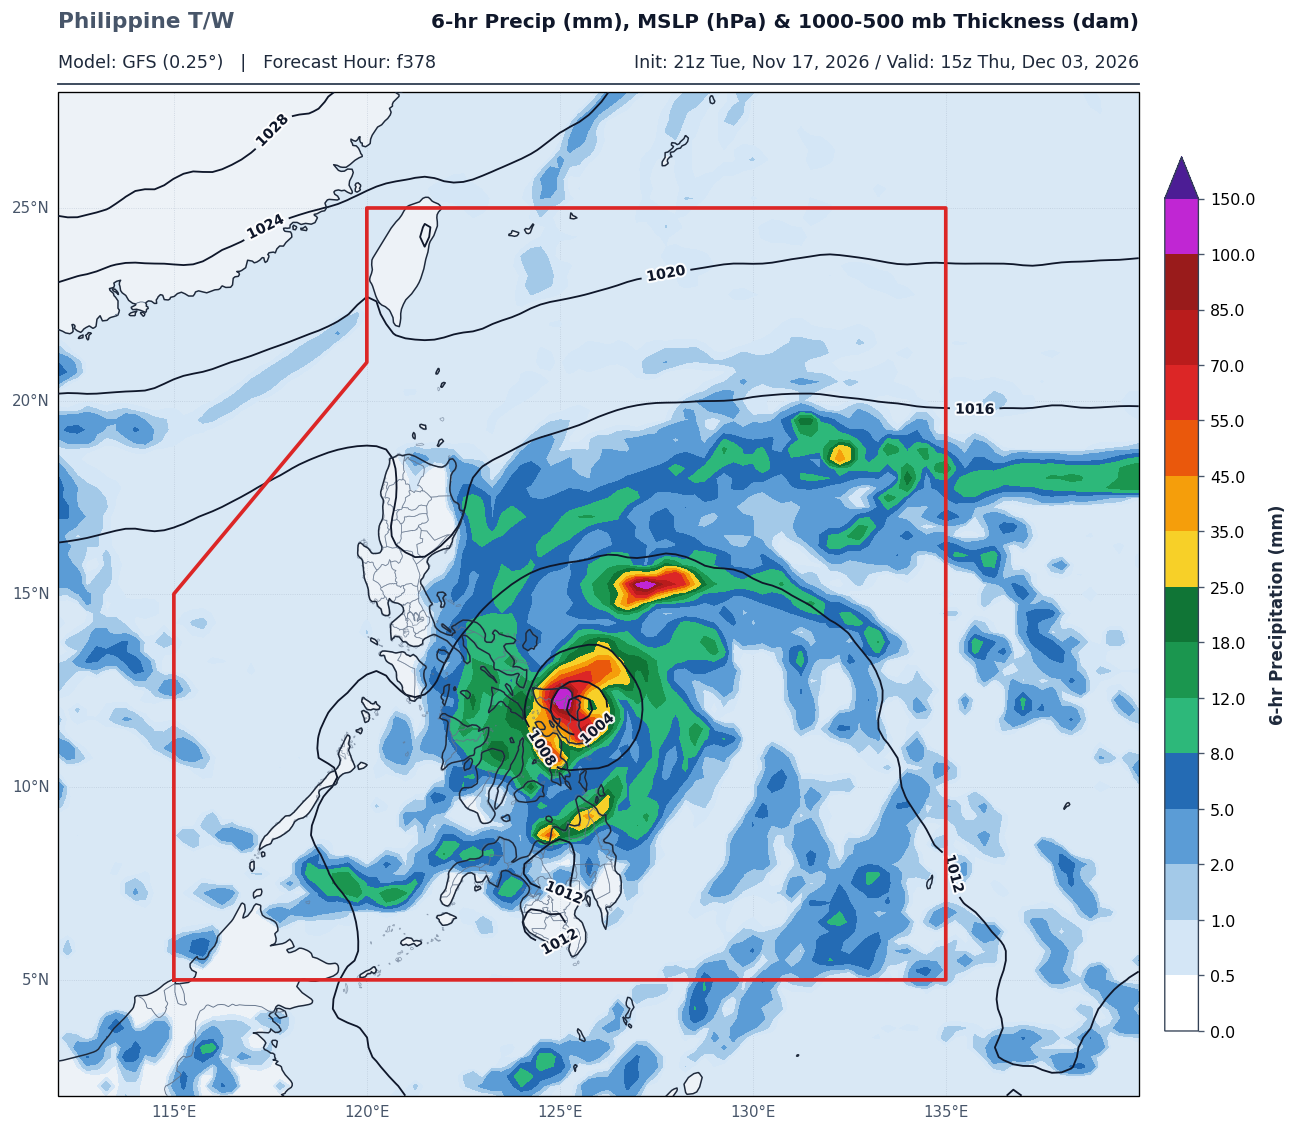 Philippine T/W
6-hr Precip (mm), MSLP (hPa) & 1000-500 mb Thickness (dam)
Model: GFS (0.25°) | Forecast Hour: f378
Init: 21z Tue, Nov 17, 2026 / Valid: 15z Thu, Dec 03, 2026
1028
1024
1020
1016
1012
1008
1004
1012
1012
25°N
20°N
15°N
10°N
5°N
115°E
120°E
125°E
130°E
135°E
150.0
100.0
85.0
70.0
55.0
45.0
35.0
25.0
18.0
12.0
8.0
5.0
2.0
1.0
0.5
0.0
6-hr Precipitation (mm)